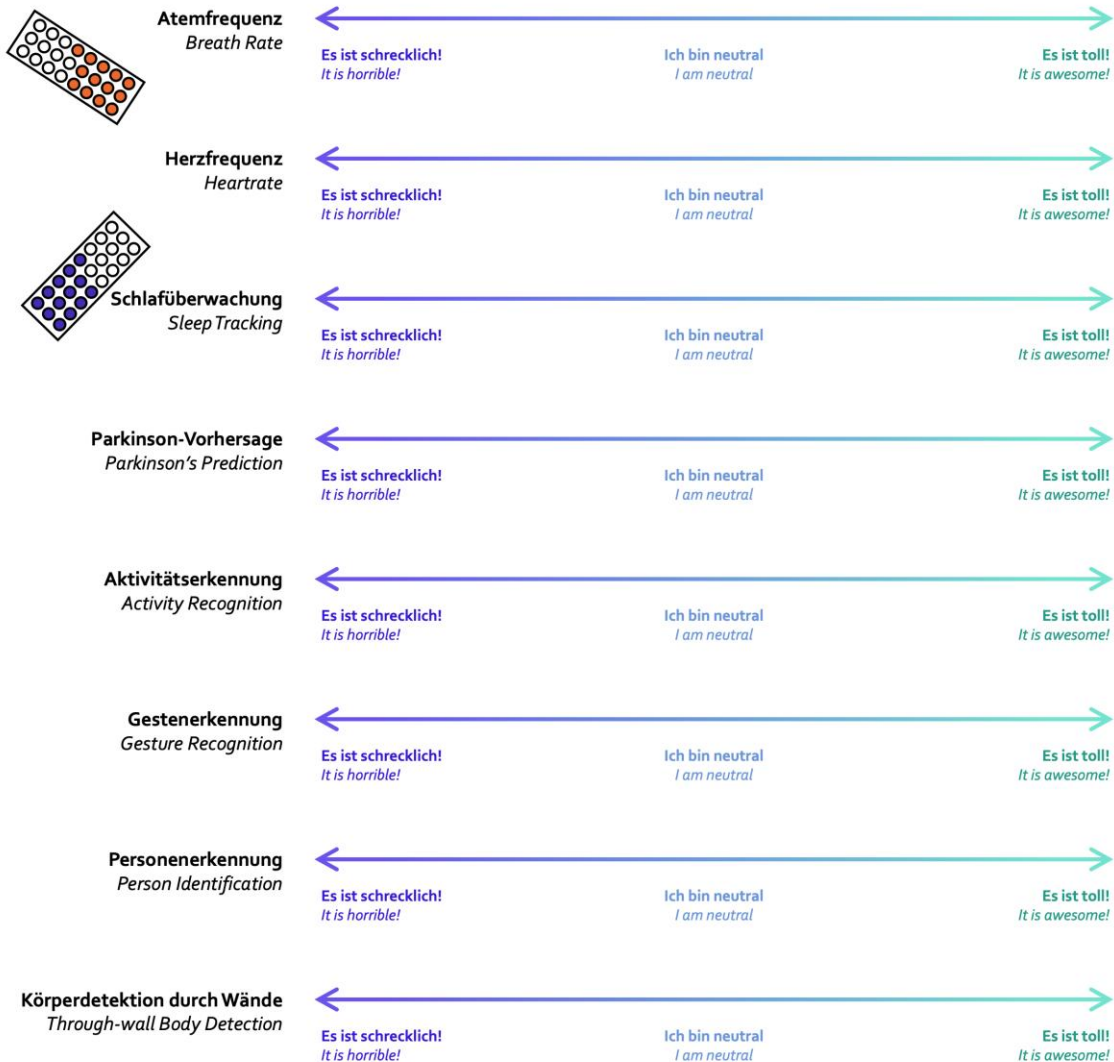 Atemfrequenz
Breath Rate
Es ist schrecklich!
It is horrible!
Ich bin neutral
I am neutral
Es ist toll!
It is awesome!
Herzfrequenz
Heartrate
Es ist schrecklich!
It is horrible!
Ich bin neutral
I am neutral
Es ist toll!
It is awesome!
Schlafüberwachung
Sleep Tracking
Es ist schrecklich!
It is horrible!
Ich bin neutral
I am neutral
Es ist toll!
It is awesome!
Parkinson-Vorhersage
Parkinson's Prediction
Es ist schrecklich!
It is horrible!
Ich bin neutral
I am neutral
Es ist toll!
It is awesome!
Aktivitätserkennung
Activity Recognition
Es ist schrecklich!
It is horrible!
Ich bin neutral
I am neutral
Es ist toll!
It is awesome!
Gestenerkennung
Gesture Recognition
Es ist schrecklich!
It is horrible!
Ich bin neutral
I am neutral
Es ist toll!
It is awesome!
Personenerkennung
Person Identification
Es ist schrecklich!
It is horrible!
Ich bin neutral
I am neutral
Es ist toll!
It is awesome!
Körperdetektion durch Wände
Through-wall Body Detection
Es ist schrecklich!
It is horrible!
Ich bin neutral
I am neutral
Es ist toll!
It is awesome!